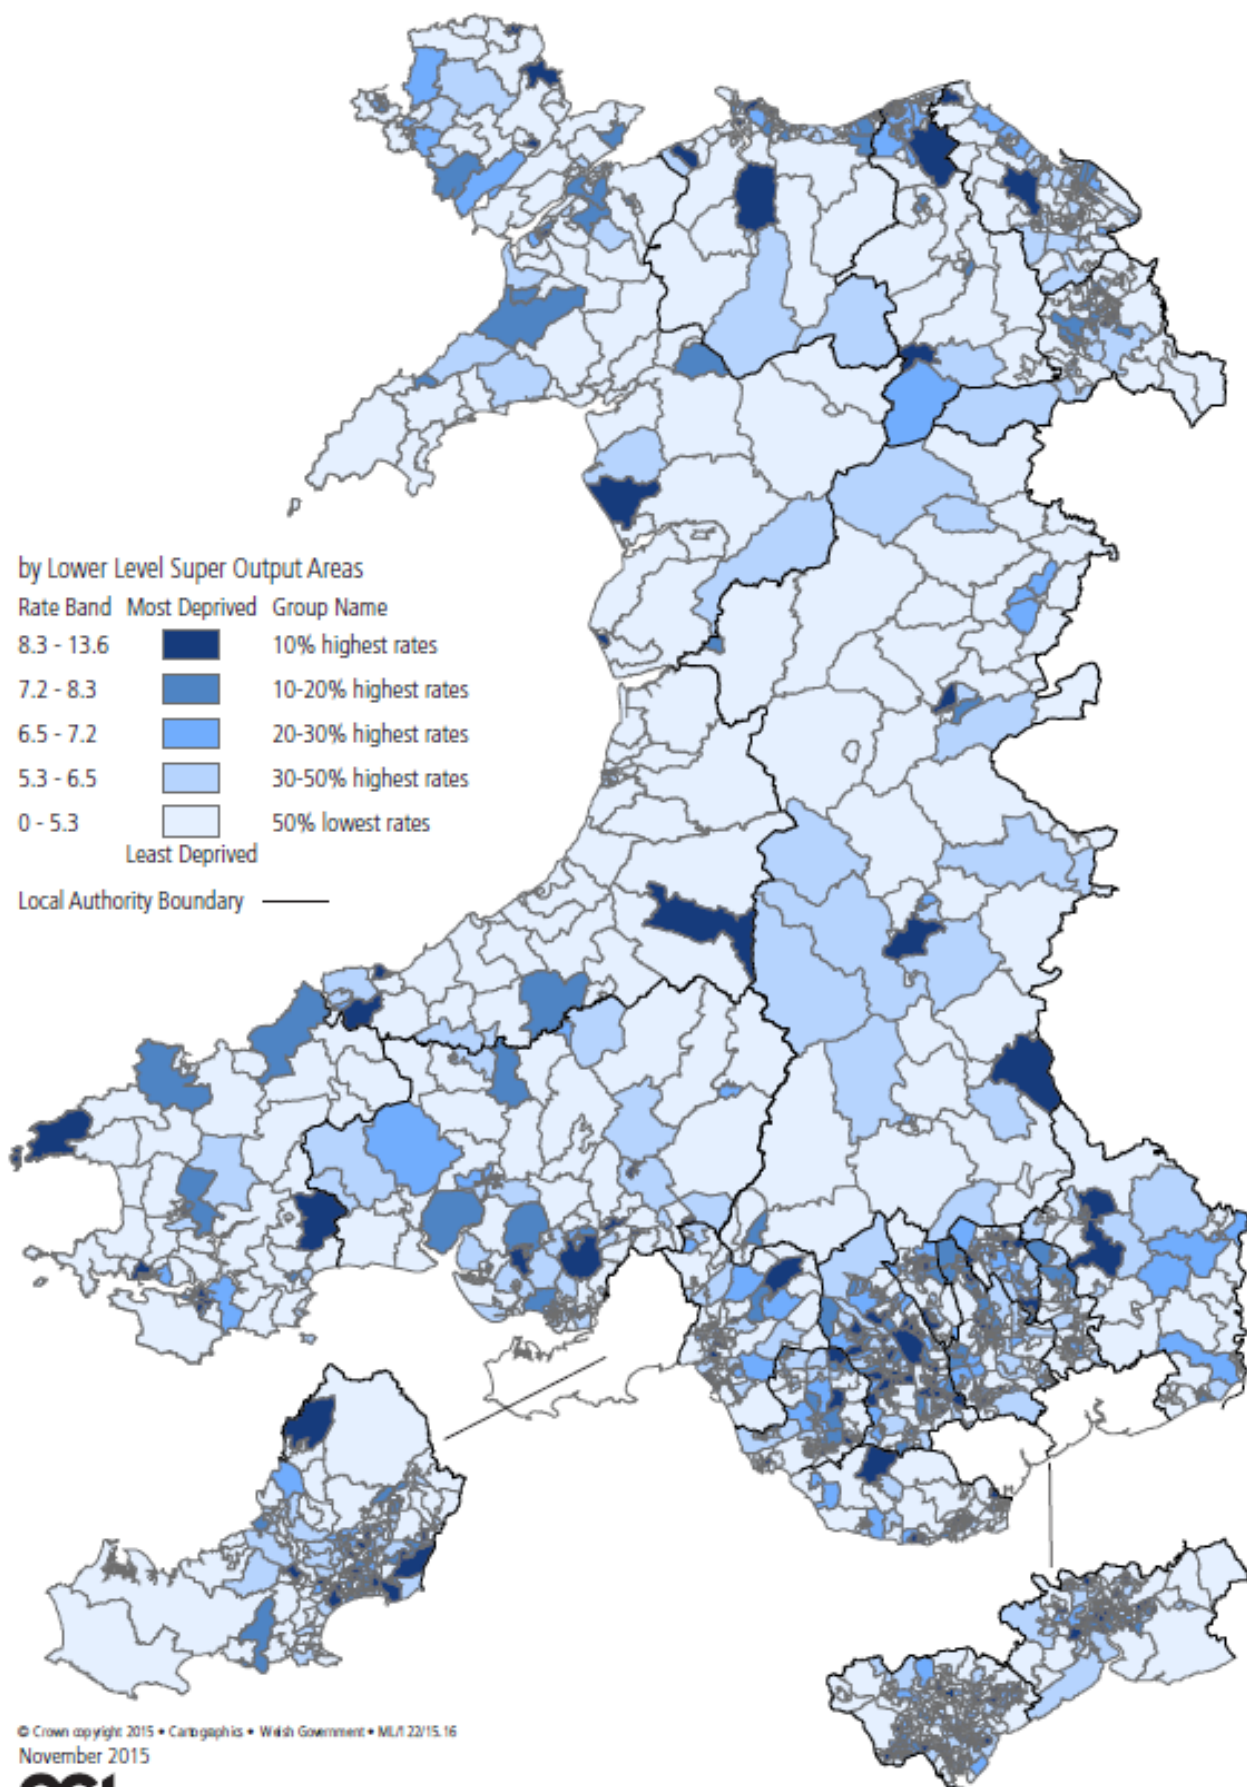 by Lower Level Super Output Areas
Rate Band Most Deprived Group Name
8.3 - 13.6 10% highest rates
7.2 - 8.3 10-20% highest rates
6.5 - 7.2 20-30% highest rates
5.3 - 6.5 30-50% highest rates
0 - 5.3 50% lowest rates
Least Deprived
Local Authority Boundary
© Crown copyright 2015 • Cartographics • Welsh Government • ML/122/15.16
November 2015